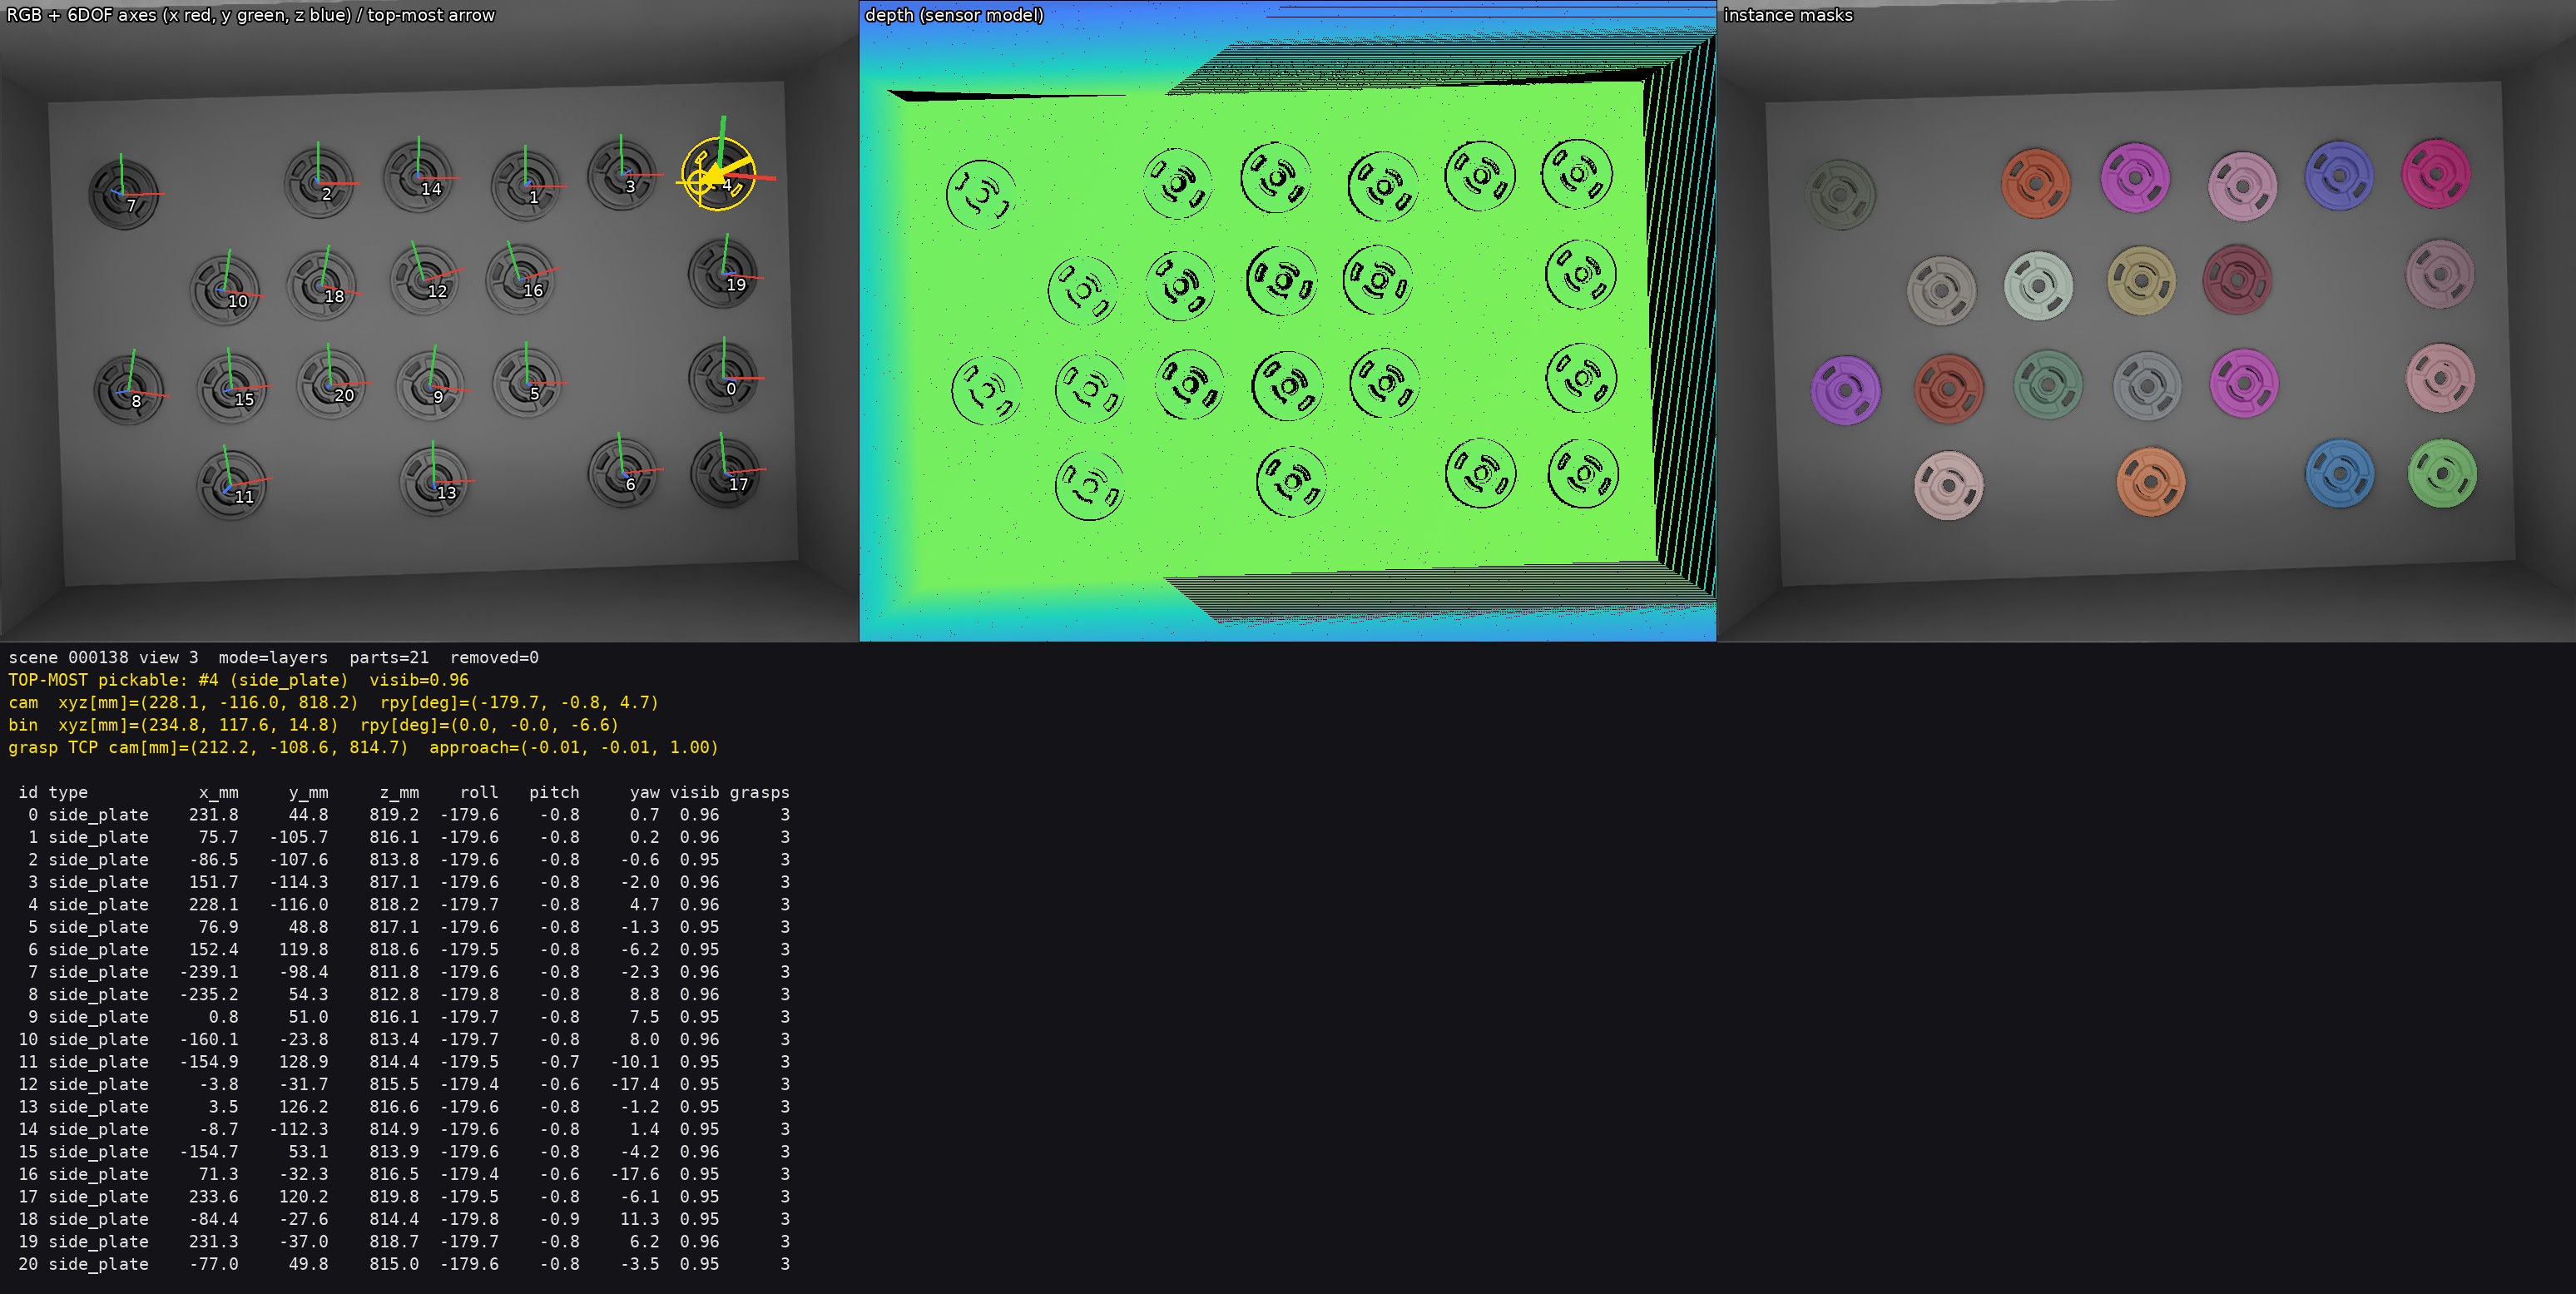 RGB + 6DOF axes (x red, y green, z blue) / top-most arrow
depth (sensor model)
instance masks
7
2
14
1
3
4
10
18
12
16
19
8
15
20
9
5
0
11
13
6
17
scene 000138 view 3 mode=layers parts=21 removed=0
TOP-MOST pickable: #4 (side_plate) visib=0.96
cam xyz[mm]=(228.1, -116.0, 818.2) rpy[deg]=(-179.7, -0.8, 4.7)
bin xyz[mm]=(234.8, 117.6, 14.8) rpy[deg]=(0.0, -0.0, -6.6)
grasp TCP cam[mm]=(212.2, -108.6, 814.7) approach=(-0.01, -0.01, 1.00)
id type x_mm y_mm z_mm roll pitch yaw visib grasps
0 side_plate 231.8 44.8 819.2 -179.6 -0.8 0.7 0.96 3
1 side_plate 75.7 -105.7 816.1 -179.6 -0.8 0.2 0.96 3
2 side_plate -86.5 -107.6 813.8 -179.6 -0.8 -0.6 0.95 3
3 side_plate 151.7 -114.3 817.1 -179.6 -0.8 -2.0 0.96 3
4 side_plate 228.1 -116.0 818.2 -179.7 -0.8 4.7 0.96 3
5 side_plate 76.9 48.8 817.1 -179.6 -0.8 -1.3 0.95 3
6 side_plate 152.4 119.8 818.6 -179.5 -0.8 -6.2 0.95 3
7 side_plate -239.1 -98.4 811.8 -179.6 -0.8 -2.3 0.96 3
8 side_plate -235.2 54.3 812.8 -179.8 -0.8 8.8 0.96 3
9 side_plate 0.8 51.0 816.1 -179.7 -0.8 7.5 0.95 3
10 side_plate -160.1 -23.8 813.4 -179.7 -0.8 8.0 0.96 3
11 side_plate -154.9 128.9 814.4 -179.5 -0.7 -10.1 0.95 3
12 side_plate -3.8 -31.7 815.5 -179.4 -0.6 -17.4 0.95 3
13 side_plate 3.5 126.2 816.6 -179.6 -0.8 -1.2 0.95 3
14 side_plate -8.7 -112.3 814.9 -179.6 -0.8 1.4 0.95 3
15 side_plate -154.7 53.1 813.9 -179.6 -0.8 -4.2 0.96 3
16 side_plate 71.3 -32.3 816.5 -179.4 -0.6 -17.6 0.95 3
17 side_plate 233.6 120.2 819.8 -179.5 -0.8 -6.1 0.95 3
18 side_plate -84.4 -27.6 814.4 -179.8 -0.9 11.3 0.95 3
19 side_plate 231.3 -37.0 818.7 -179.7 -0.8 6.2 0.96 3
20 side_plate -77.0 49.8 815.0 -179.6 -0.8 -3.5 0.95 3